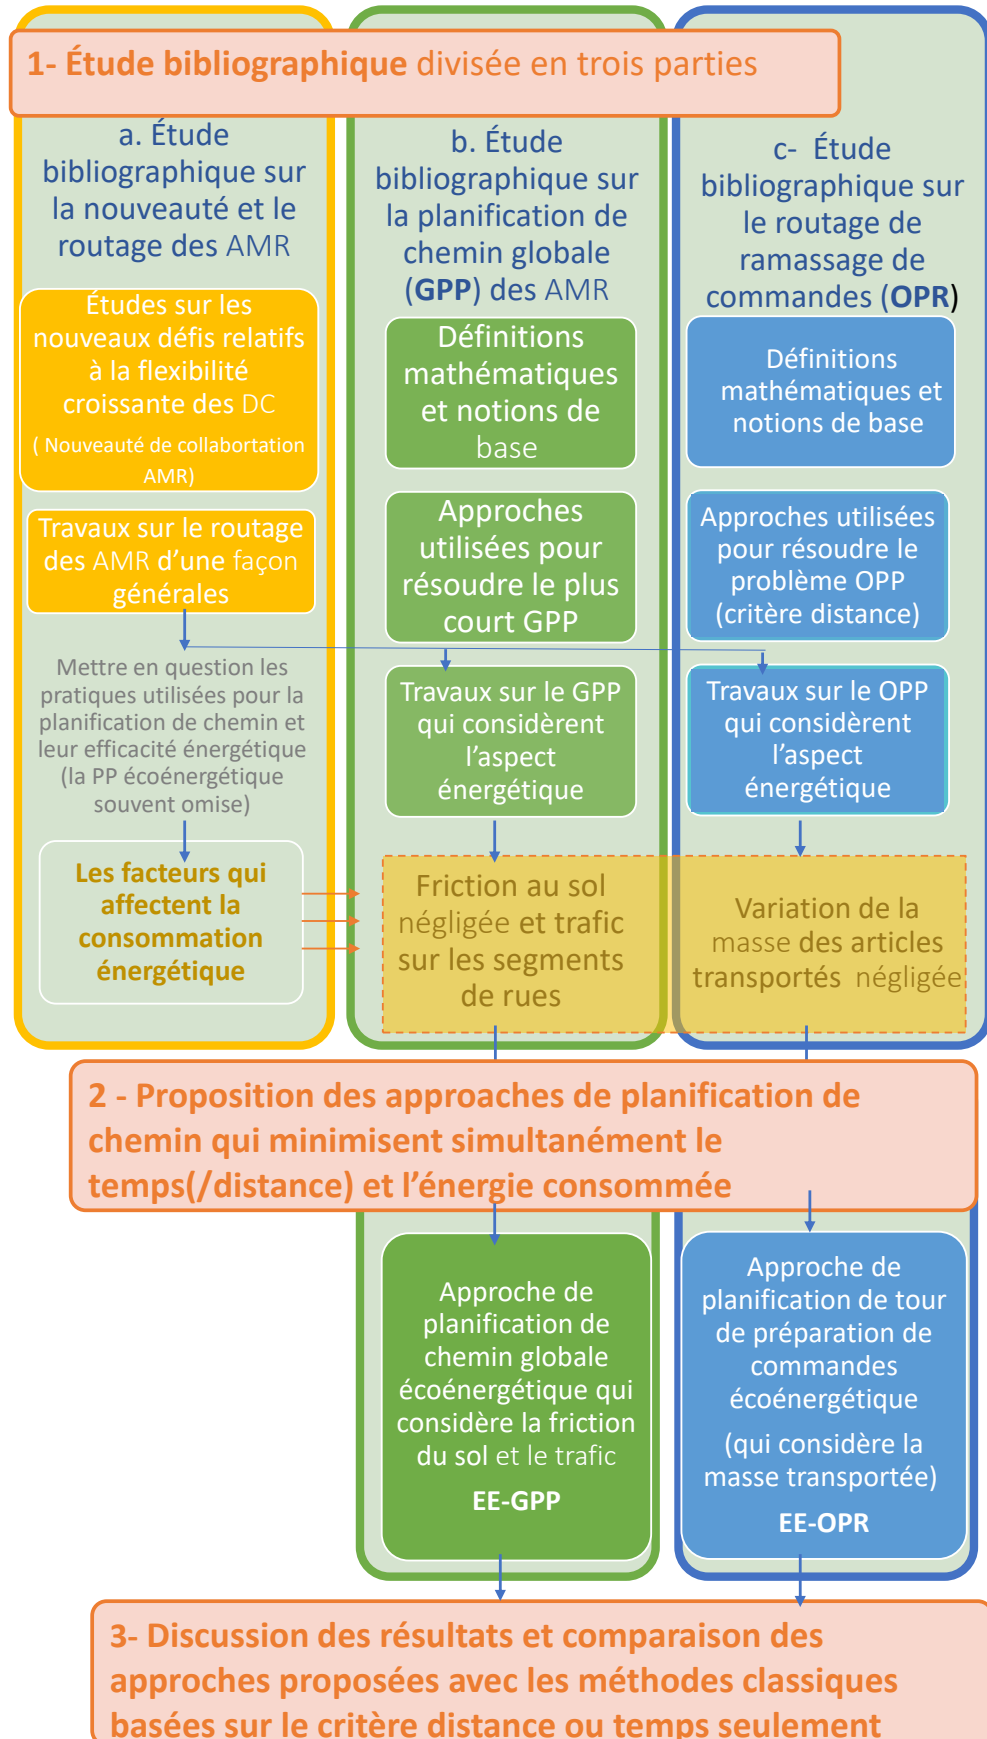 1- Étude bibliographique divisée en trois parties
a. Étude
bibliographique sur
la nouveauté et le
routage des AMR
Études sur les
nouveaux défis relatifs
à la flexibilité
croissante des DC
( Nouveauté de collabortation
AMR)
Travaux sur le routage
des AMR d'une façon
générales
Mettre en question les
pratiques utilisées pour la
planification de chemin et
leur efficacité énergétique
(la PP écoénergétique
souvent omise)
Les facteurs qui
affectent la
consommation
énergétique
b. Étude
bibliographique sur
la planification de
chemin globale
(GPP) des AMR
Définitions
mathématiques
et notions de
base
Approches
utilisées pour
résoudre le plus
court GPP
Travaux sur le GPP
qui considèrent
l'aspect
énergétique
Friction au sol
négligée et trafic
sur les segments
de rues
c- Étude
bibliographique sur
le routage de
ramassage de
commandes (OPR)
Définitions
mathématiques et
notions de base
Approches utilisées
pour résoudre le
problème OPP
(critère distance)
Travaux sur le OPP
qui considèrent
l'aspect
énergétique
Variation de la
masse des articles
transportés négligée
2 - Proposition des approaches de planification de
chemin qui minimisent simultanément le
temps(/distance) et l'énergie consommée
Approche de
planification de
chemin globale
écoénergétique qui
considère la friction
du sol et le trafic
EE-GPP
Approche de
planification de tour
de préparation de
commandes
écoénergétique
(qui considère la
masse transportée)
EE-OPR
3- Discussion des résultats et comparaison des
approches proposées avec les méthodes classiques
basées sur le critère distance ou temps seulement